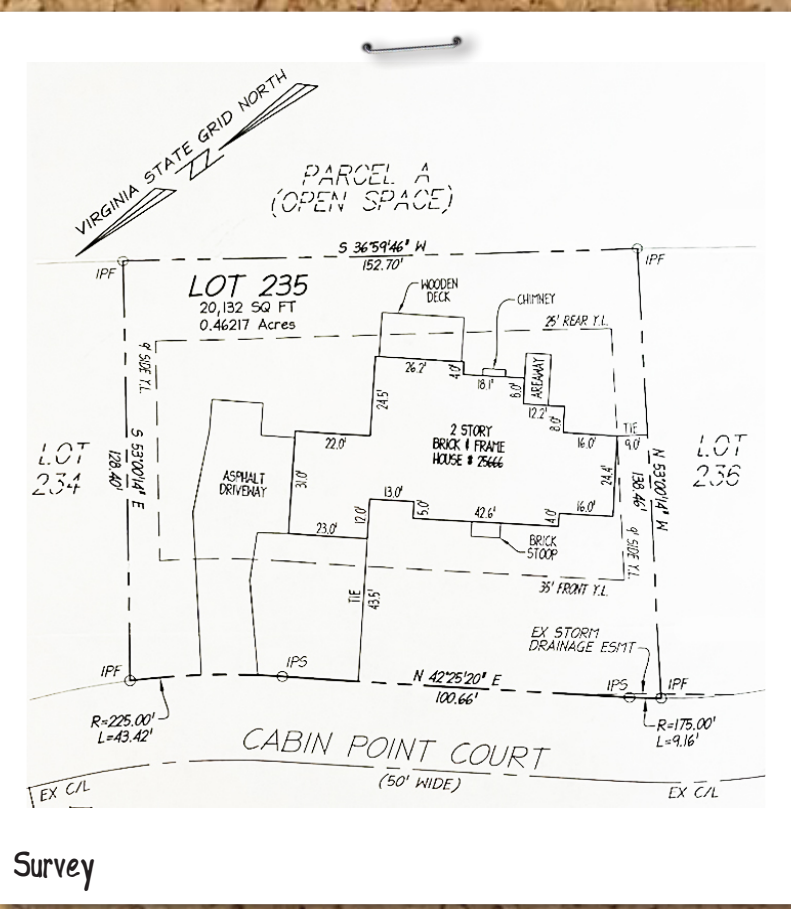 VIRGINIA STATE GRID NORTH
PARCEL A
(OPEN SPACE)
S 36°59'46" W
152.70'
IPF
IPF
LOT 235
20,132 SQ FT
0.46217 Acres
WOODEN
DECK
CHIMNEY
25' REAR Y.L.
9' SIDE Y.L.
26.2'
4.0'
18.1'
8.0'
AREAWAY
12.2'
8.0'
24.5'
22.0'
2 STORY
BRICK & FRAME
HOUSE # 25666
16.0'
TIE
9.0'
LOT
234
S 53°00'14" E
128.40'
ASPHALT
DRIVEWAY
31.0'
24.4'
N 53°00'14" W
136.46'
LOT
236
13.0'
5.0'
42.6'
4.0'
16.0'
23.0'
12.0'
BRICK
STOOP
9' SIDE Y.L.
35' FRONT Y.L.
TIE
43.5'
EX STORM
DRAINAGE ESMT
IPF
IPS
N 42°25'20" E
100.66'
IPS
IPF
R=225.00'
L=43.42'
R=175.00'
L=9.16'
CABIN POINT COURT
(50' WIDE)
EX C/L
EX C/L
Survey